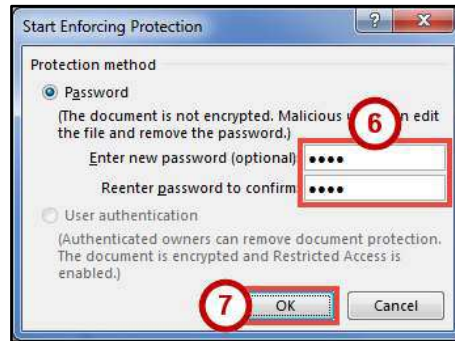 Start Enforcing Protection
?
Protection method
Password
(The document is not encrypted. Malicious edit
the file and remove the password.)
6
Enter new password (optional): ••••
Reenter password to confirm: ••••
User authentication
(Authenticated owners can remove document protection.
The document is encrypted and Restricted Access is
enabled.)
7
OK Cancel